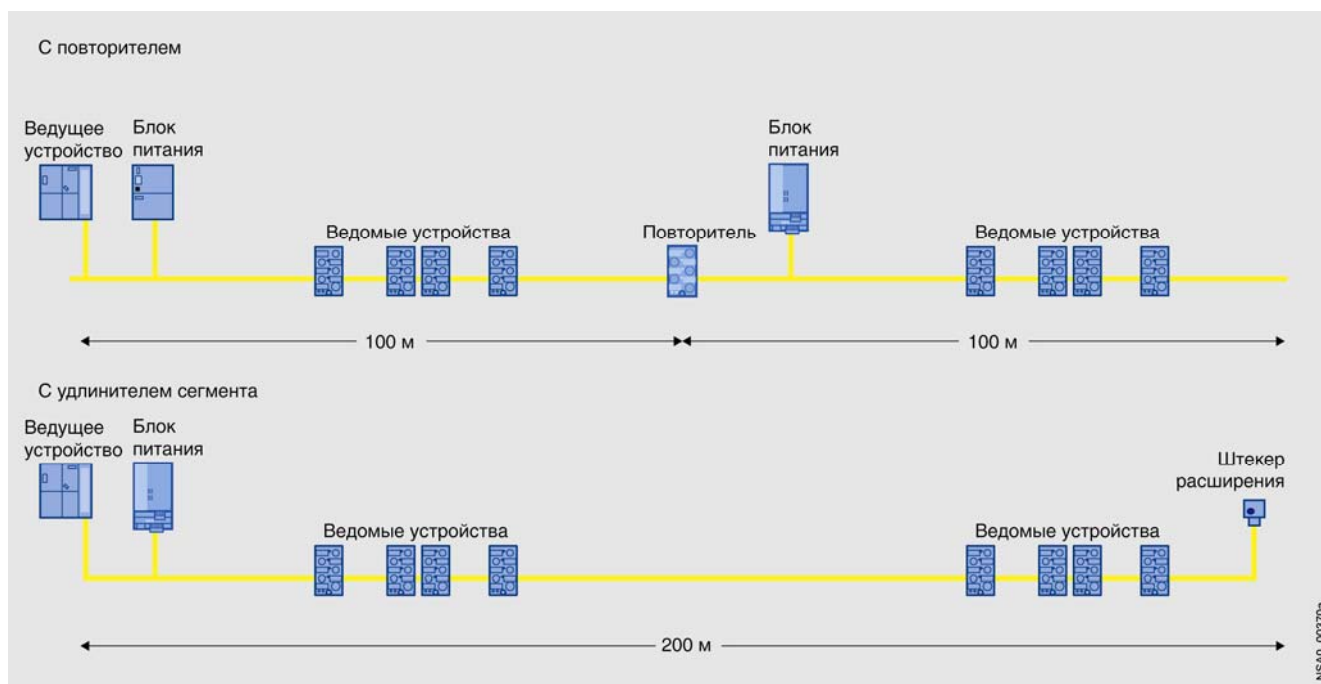 С повторителем
Ведущее
устройство
Блок
питания
Блок
питания
Ведомые устройства
Повторитель
Ведомые устройства
100 м
100 м
С удлинителем сегмента
Ведущее
устройство
Блок
питания
Штекер
расширения
Ведомые устройства
Ведомые устройства
200 м
NSA0_00370a